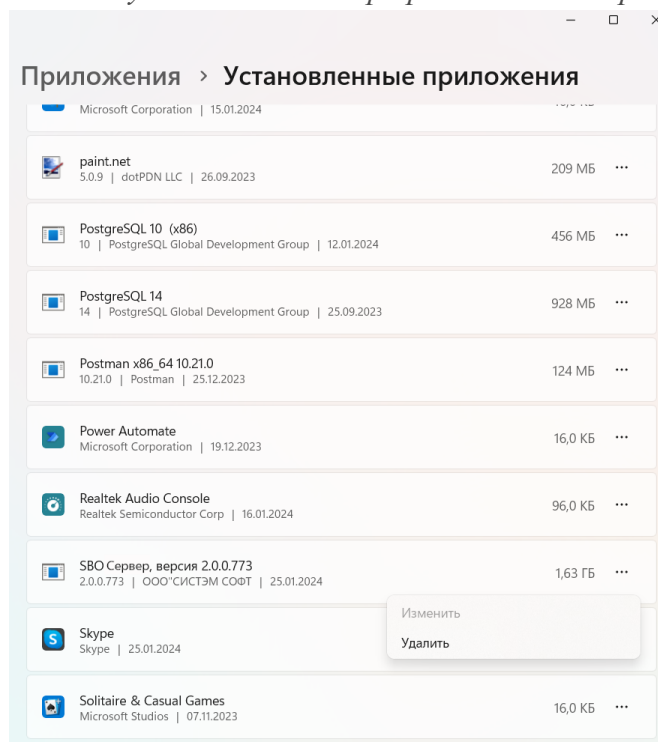 Приложения › Установленные приложения
Microsoft Corporation | 15.01.2024
paint.net
5.0.9 | dotPDN LLC | 26.09.2023
209 МБ
PostgreSQL 10 (x86)
10 | PostgreSQL Global Development Group | 12.01.2024
456 МБ
PostgreSQL 14
14 | PostgreSQL Global Development Group | 25.09.2023
928 МБ
Postman x86_64 10.21.0
10.21.0 | Postman | 25.12.2023
124 МБ
Power Automate
Microsoft Corporation | 19.12.2023
16,0 КБ
Realtek Audio Console
Realtek Semiconductor Corp | 16.01.2024
96,0 КБ
SBO Сервер, версия 2.0.0.773
2.0.0.773 | ООО"СИСТЭМ СОФТ | 25.01.2024
1,63 ГБ
Изменить
Удалить
Skype
Skype | 25.01.2024
Solitaire & Casual Games
Microsoft Studios | 07.11.2023
16,0 КБ